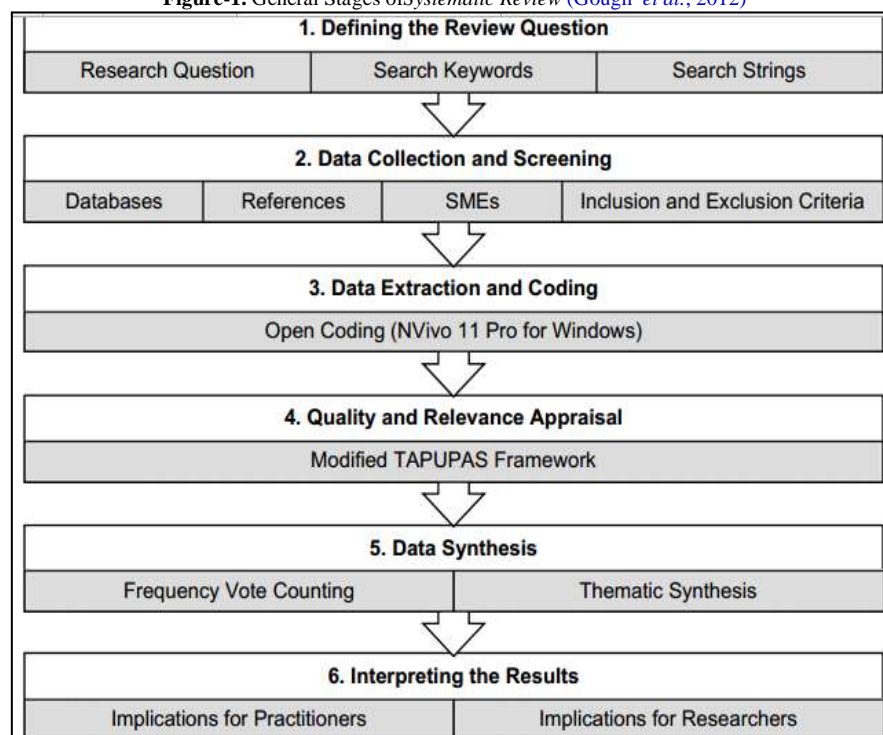 Figure-1. General Stages ofSystematic Review (Gough et al., 2012)
1. Defining the Review Question
Research Question Search Keywords Search Strings
2. Data Collection and Screening
Databases References SMEs Inclusion and Exclusion Criteria
3. Data Extraction and Coding
Open Coding (NVivo 11 Pro for Windows)
4. Quality and Relevance Appraisal
Modified TAPUPAS Framework
5. Data Synthesis
Frequency Vote Counting Thematic Synthesis
6. Interpreting the Results
Implications for Practitioners Implications for Researchers